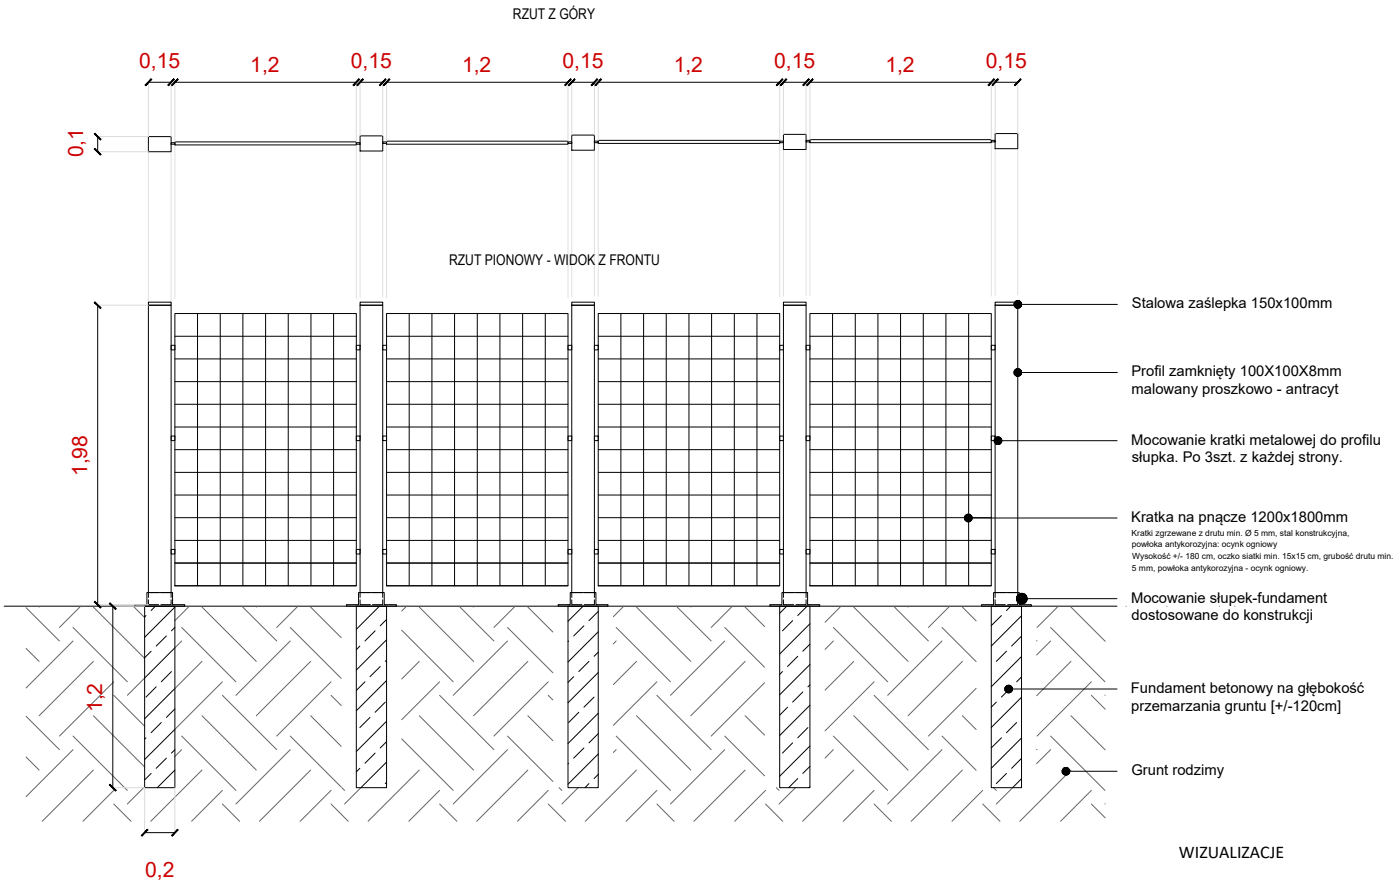 RZUT Z GÓRY
0,15 1,2 0,15 1,2 0,15 1,2 0,15 1,2 0,15
0,1
RZUT PIONOWY - WIDOK Z FRONTU
1,98
1,2
0,2
Stalowa zaślepka 150x100mm
Profil zamknięty 100X100X8mm
malowany proszkowo - antracyt
Mocowanie kratki metalowej do profilu
słupka. Po 3szt. z każdej strony.
Kratka na pnącze 1200x1800mm
Kratki zgrzewane z drutu min. Ø 5 mm, stal konstrukcyjna,
powłoka antykorozyjna: ocynk ogniowy
Wysokość +/- 180 cm, oczko siatki min. 15x15 cm, grubość drutu min.
5 mm, powłoka antykorozyjna - ocynk ogniowy.
Mocowanie słupek-fundament
dostosowane do konstrukcji
Fundament betonowy na głębokość
przemarzania gruntu [+/-120cm]
Grunt rodzimy
WIZUALIZACJE